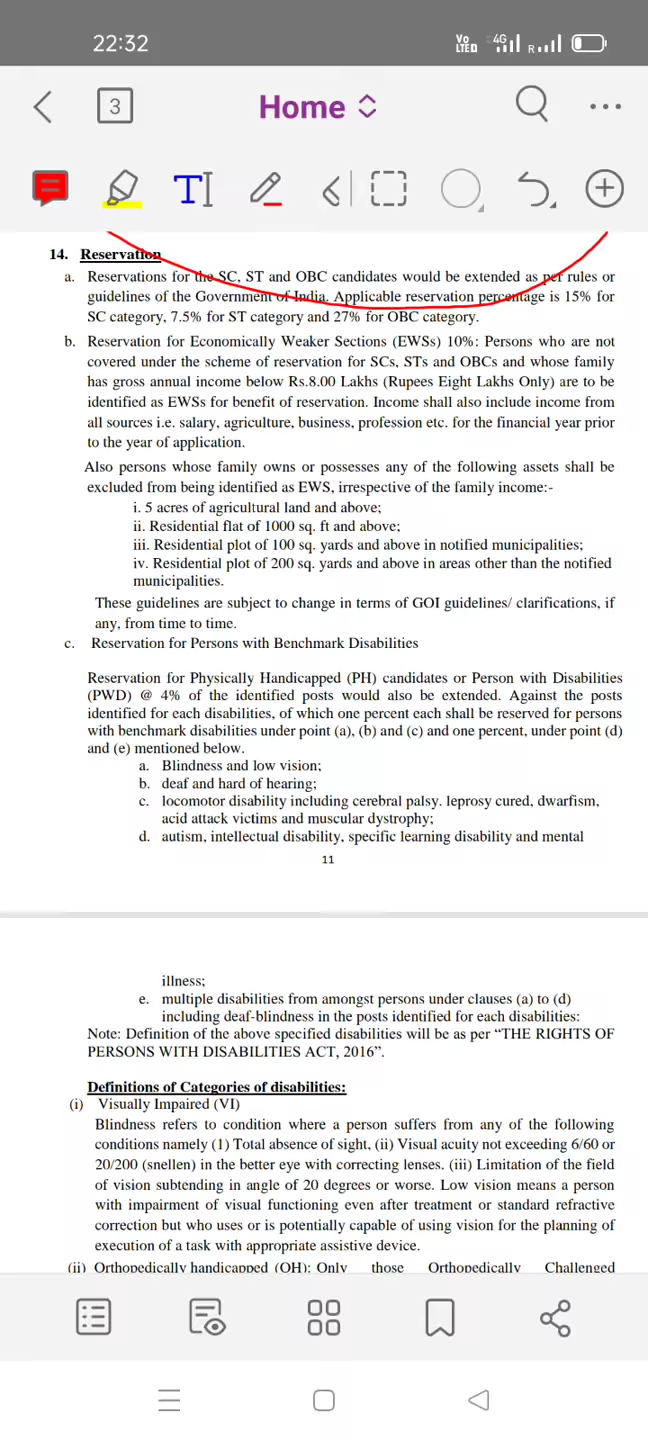 22:32
Vo LTE 4G R
3 Home
T
14. Reservation
a. Reservations for the SC, ST and OBC candidates would be extended as per rules or
guidelines of the Government of India. Applicable reservation percentage is 15% for
SC category, 7.5% for ST category and 27% for OBC category.
b. Reservation for Economically Weaker Sections (EWSs) 10%: Persons who are not
covered under the scheme of reservation for SCs, STs and OBCs and whose family
has gross annual income below Rs.8.00 Lakhs (Rupees Eight Lakhs Only) are to be
identified as EWSs for benefit of reservation. Income shall also include income from
all sources i.e. salary, agriculture, business, profession etc. for the financial year prior
to the year of application.
Also persons whose family owns or possesses any of the following assets shall be
excluded from being identified as EWS, irrespective of the family income:-
i. 5 acres of agricultural land and above;
ii. Residential flat of 1000 sq. ft and above;
iii. Residential plot of 100 sq. yards and above in notified municipalities;
iv. Residential plot of 200 sq. yards and above in areas other than the notified
municipalities.
These guidelines are subject to change in terms of GOI guidelines/ clarifications, if
any, from time to time.
c. Reservation for Persons with Benchmark Disabilities
Reservation for Physically Handicapped (PH) candidates or Person with Disabilities
(PWD) @ 4% of the identified posts would also be extended. Against the posts
identified for each disabilities, of which one percent each shall be reserved for persons
with benchmark disabilities under point (a), (b) and (c) and one percent, under point (d)
and (e) mentioned below.
a. Blindness and low vision;
b. deaf and hard of hearing;
c. locomotor disability including cerebral palsy. leprosy cured, dwarfism,
acid attack victims and muscular dystrophy;
d. autism, intellectual disability, specific learning disability and mental
11
illness;
e. multiple disabilities from amongst persons under clauses (a) to (d)
including deaf-blindness in the posts identified for each disabilities:
Note: Definition of the above specified disabilities will be as per “THE RIGHTS OF
PERSONS WITH DISABILITIES ACT, 2016”.
Definitions of Categories of disabilities:
(i) Visually Impaired (VI)
Blindness refers to condition where a person suffers from any of the following
conditions namely (1) Total absence of sight, (ii) Visual acuity not exceeding 6/60 or
20/200 (snellen) in the better eye with correcting lenses. (iii) Limitation of the field
of vision subtending in angle of 20 degrees or worse. Low vision means a person
with impairment of visual functioning even after treatment or standard refractive
correction but who uses or is potentially capable of using vision for the planning of
execution of a task with appropriate assistive device.
(ii) Orthopedically handicapped (OH): Only those Orthopedically Challenged